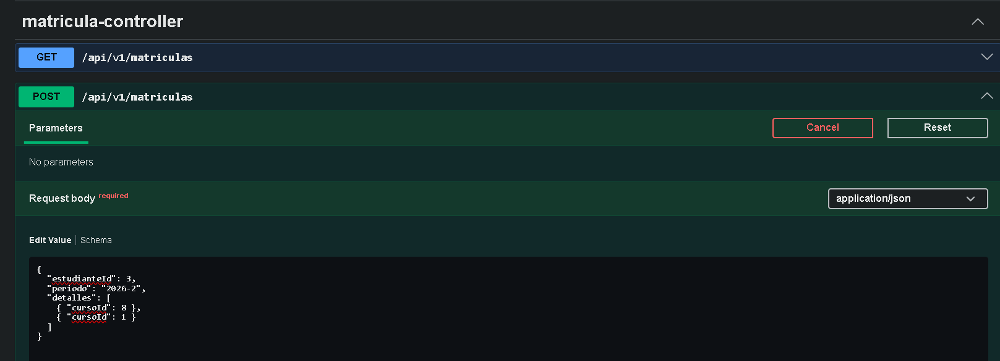 matricula-controller
GET /api/v1/matriculas
POST /api/v1/matriculas
Parameters
Cancel
Reset
No parameters
Request body required
application/json
Edit Value | Schema
{
  "estudianteId": 3,
  "periodo": "2026-2",
  "detalles": [
    { "cursoId": 8 },
    { "cursoId": 1 }
  ]
}